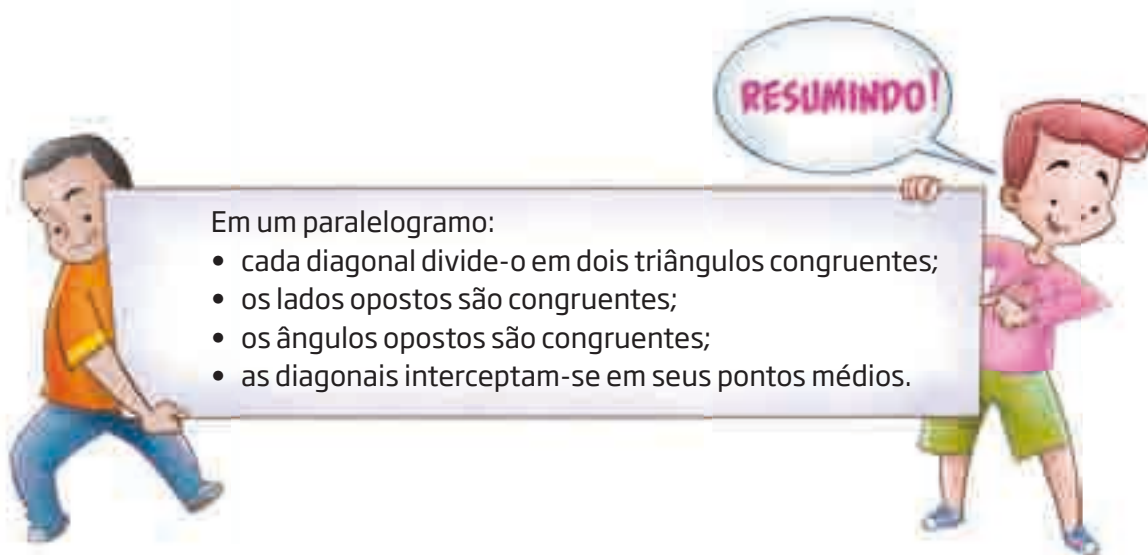 RESUMINDO!
Em um paralelogramo:
• cada diagonal divide-o em dois triângulos congruentes;
• os lados opostos são congruentes;
• os ângulos opostos são congruentes;
• as diagonais interceptam-se em seus pontos médios.